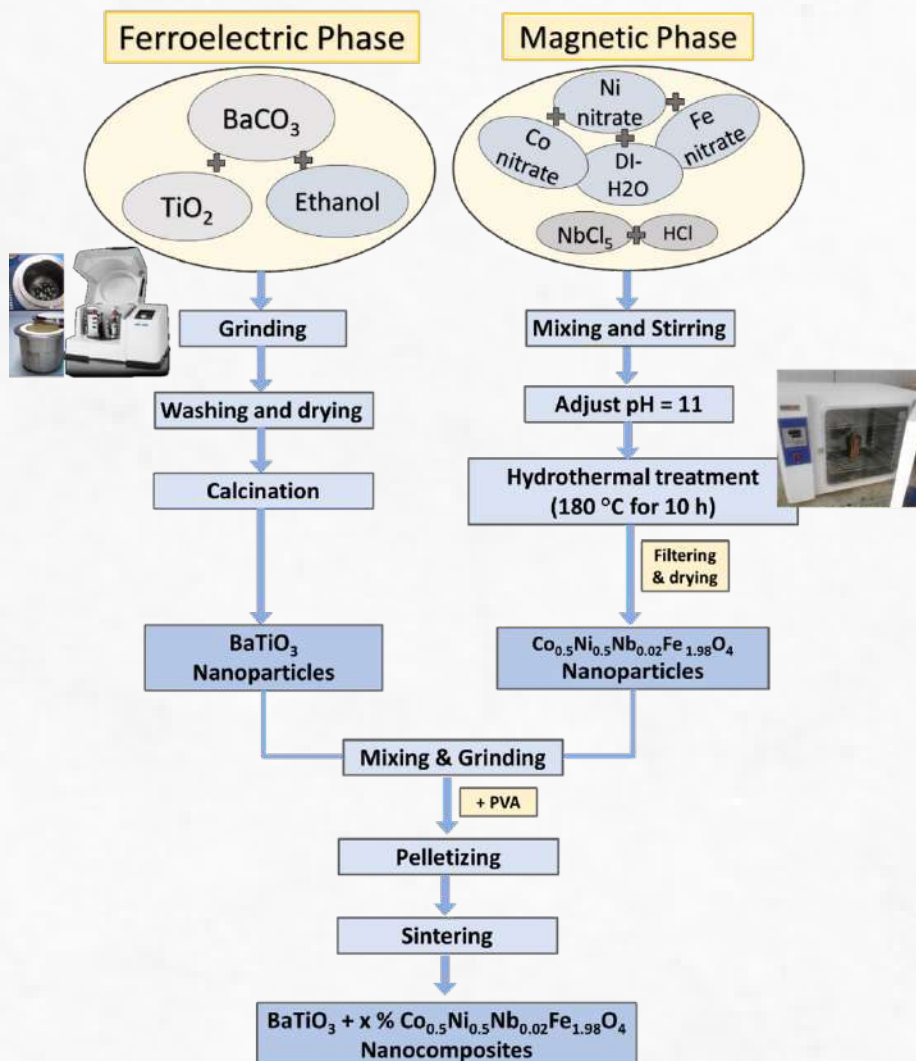 Ferroelectric Phase
BaCO₃
TiO₂
Ethanol
Grinding
Washing and drying
Calcination
BaTiO₃
Nanoparticles
Magnetic Phase
Ni
nitrate
Co
nitrate
Fe
nitrate
DI-
H2O
NbCl₅
HCl
Mixing and Stirring
Adjust pH = 11
Hydrothermal treatment
(180 °C for 10 h)
Filtering
& drying
Co₀.₅Ni₀.₅Nb₀.₀₂Fe₁.₉₈O₄
Nanoparticles
Mixing & Grinding
+ PVA
Pelletizing
Sintering
BaTiO₃ + x % Co₀.₅Ni₀.₅Nb₀.₀₂Fe₁.₉₈O₄
Nanocomposites